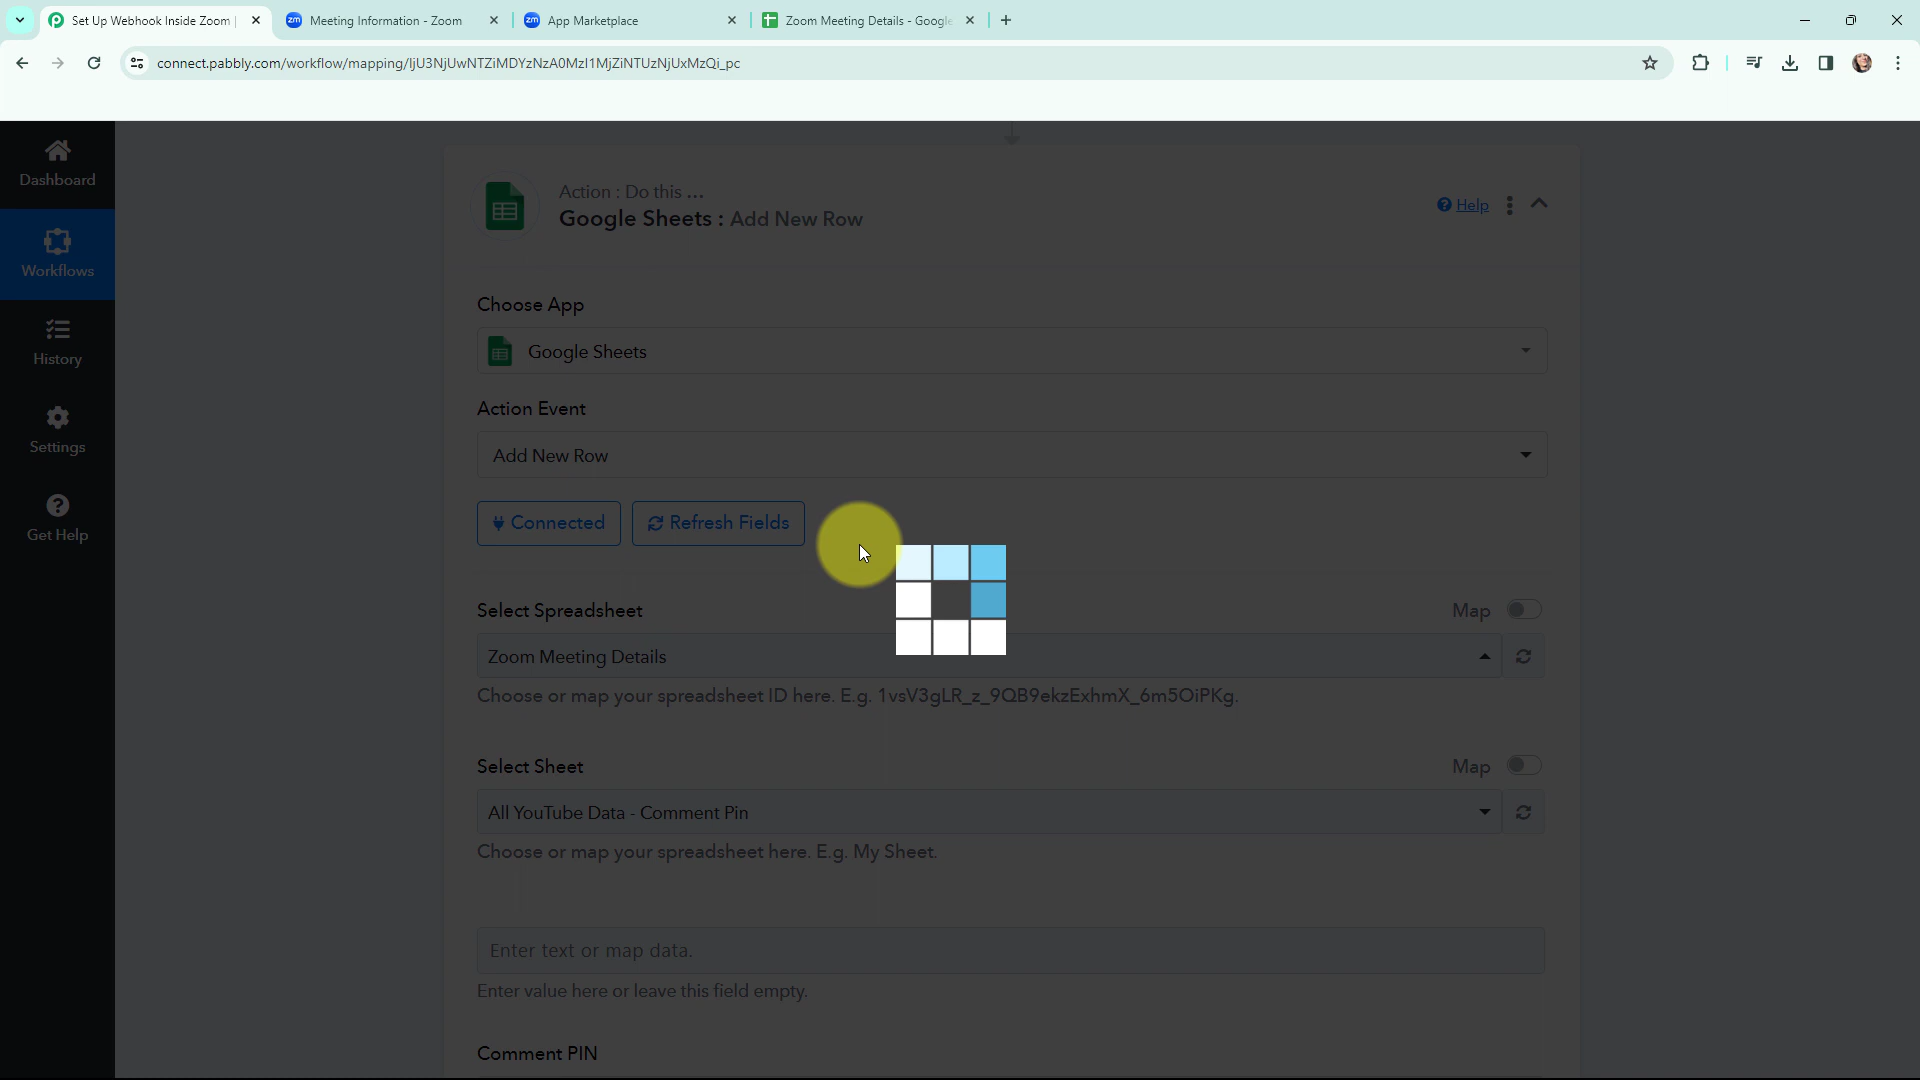 Set Up Webhook Inside Zoom
Meeting Information - Zoom
App Marketplace
Zoom Meeting Details - Google
connect.pabbly.com/workflow/mapping/IjU3NjUwNTZiMDYzNzA0MzI1MjZiNTUzNjUxMzQi_pc
Dashboard
Workflows
History
Settings
Get Help
Action : Do this ...
Google Sheets : Add New Row
Help
Choose App
Google Sheets
Action Event
Add New Row
Connected
Refresh Fields
Select Spreadsheet
Map
Zoom Meeting Details
Choose or map your spreadsheet ID here. E.g. 1vsV3gLR_z_9QB9ekzExhmX_6m5OiPKg.
Select Sheet
Map
All YouTube Data - Comment Pin
Choose or map your spreadsheet here. E.g. My Sheet.
Enter text or map data.
Enter value here or leave this field empty.
Comment PIN